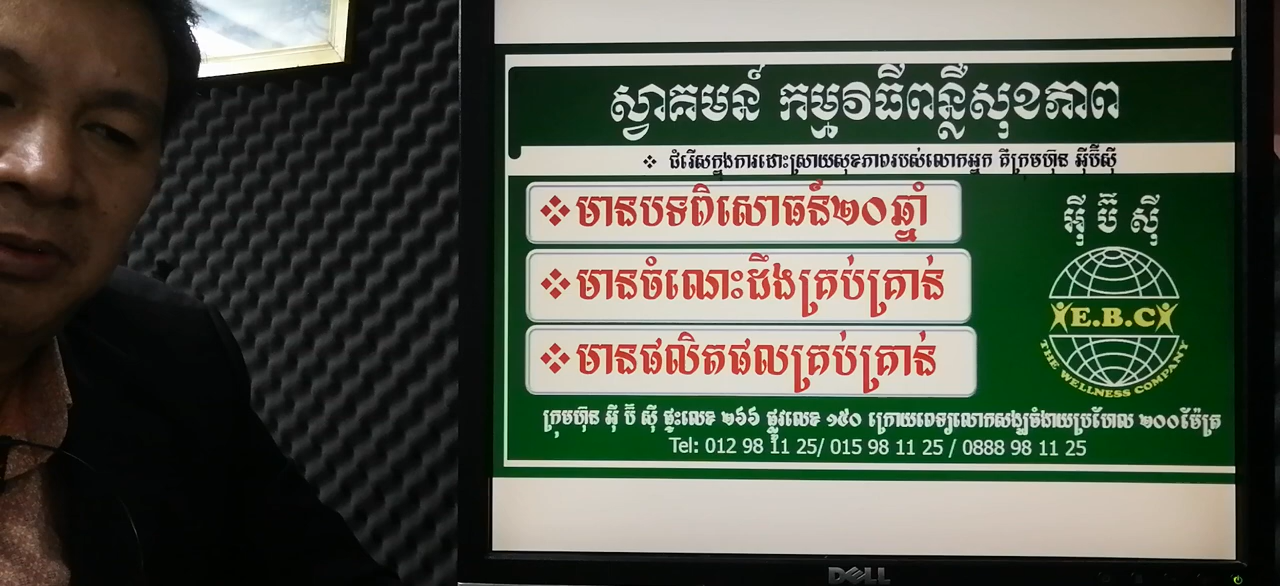 ស្វាគមន៍ កម្មវិធីពន្លឺសុខភាព
❖ ជំរើសក្នុងការដោះស្រាយសុខភាពរបស់លោកអ្នក គឺក្រុមហ៊ុន អ៊ីប៊ីស៊ី
❖មានបទពិសោធន៍២០ឆ្នាំ
❖មានចំណេះដឹងគ្រប់គ្រាន់
❖មានផលិតផលគ្រប់គ្រាន់
អ៊ី ប៊ី ស៊ី
E.B.C
THE WELLNESS COMPANY
ក្រុមហ៊ុន អ៊ី ប៊ី ស៊ី ផ្ទះលេខ ២៦៦ ផ្លូវលេខ ១៥០ ក្រោយពេទ្យលោកសង្ឃចំងាយប្រហែល ២០០ម៉ែត្រ
Tel: 012 98 11 25/ 015 98 11 25 / 0888 98 11 25
DELL